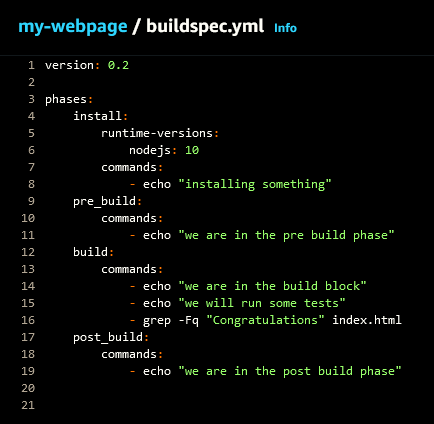 my-webpage / buildspec.yml Info
1 version: 0.2
2
3 phases:
4     install:
5         runtime-versions:
6             nodejs: 10
7         commands:
8             - echo "installing something"
9     pre_build:
10         commands:
11             - echo "we are in the pre build phase"
12     build:
13         commands:
14             - echo "we are in the build block"
15             - echo "we will run some tests"
16             - grep -Fq "Congratulations" index.html
17     post_build:
18         commands:
19             - echo "we are in the post build phase"
20
21